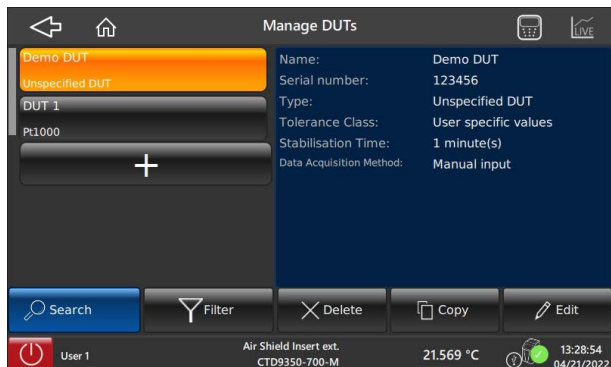 Manage DUTs
LIVE
Demo DUT
Unspecified DUT
DUT 1
Pt1000
Name: Demo DUT
Serial number: 123456
Type: Unspecified DUT
Tolerance Class: User specific values
Stabilisation Time: 1 minute(s)
Data Acquisition Method: Manual input
Search
Filter
Delete
Copy
Edit
User 1
Air Shield Insert ext.
CTD9350-700-M
21.569 °C
13:28:54
04/21/2022